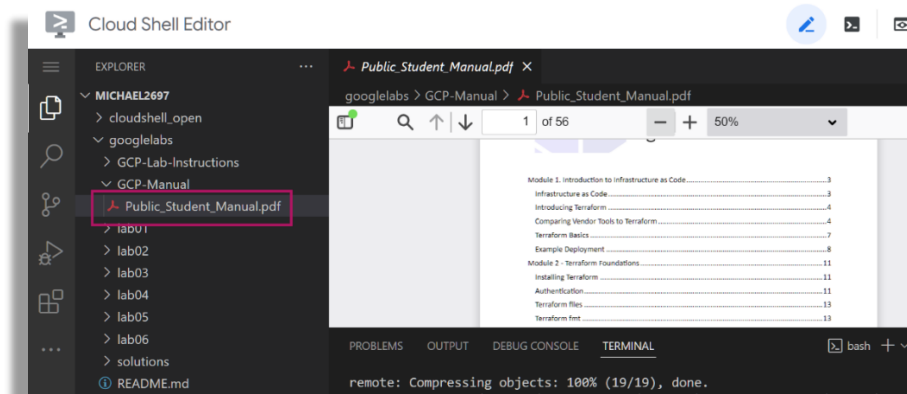 Cloud Shell Editor
EXPLORER
MICHAEL2697
cloudshell_open
googlelabs
GCP-Lab-Instructions
GCP-Manual
Public_Student_Manual.pdf
lab01
lab02
lab03
lab04
lab05
lab06
solutions
README.md
Public_Student_Manual.pdf
googlelabs > GCP-Manual > Public_Student_Manual.pdf
1 of 56 50%
Module 1. Introduction to Infrastructure as Code 3
Infrastructure as Code 3
Introducing Terraform 4
Comparing Vendor Tools to Terraform 4
Terraform Basics 7
Example Deployment 8
Module 2 - Terraform Foundations 11
Installing Terraform 11
Authentication 11
Terraform files 13
Terraform fmt 13
PROBLEMS OUTPUT DEBUG CONSOLE TERMINAL bash
remote: Compressing objects: 100% (19/19), done.